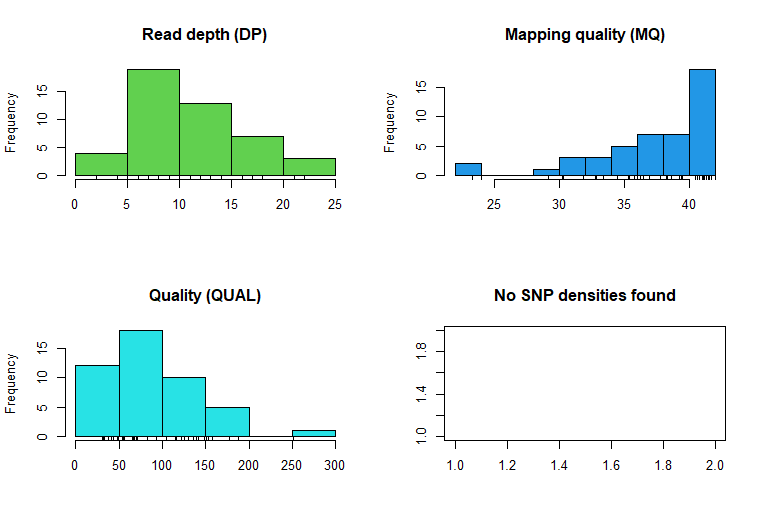 Read depth (DP)
Frequency
0 5 10 15
0 5 10 15 20 25
Mapping quality (MQ)
Frequency
0 5 10 15
25 30 35 40
Quality (QUAL)
Frequency
0 5 10 15
0 50 100 150 200 250 300
No SNP densities found
1.0 1.4 1.8
1.0 1.2 1.4 1.6 1.8 2.0